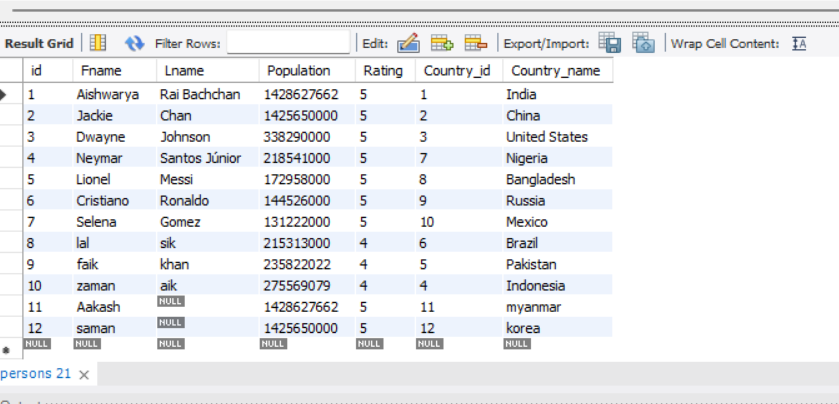 Result Grid Filter Rows: Edit: Export/Import: Wrap Cell Content: IA
id Fname Lname Population Rating Country_id Country_name
1 Aishwarya Rai Bachchan 1428627662 5 1 India
2 Jackie Chan 1425650000 5 2 China
3 Dwayne Johnson 338290000 5 3 United States
4 Neymar Santos Júnior 218541000 5 7 Nigeria
5 Lionel Messi 172958000 5 8 Bangladesh
6 Cristiano Ronaldo 144526000 5 9 Russia
7 Selena Gomez 131222000 5 10 Mexico
8 lal sik 215313000 4 6 Brazil
9 faik khan 235822022 4 5 Pakistan
10 zaman aik 275569079 4 4 Indonesia
11 Aakash NULL 1428627662 5 11 myanmar
12 saman NULL 1425650000 5 12 korea
NULL NULL NULL NULL NULL NULL NULL
persons 21